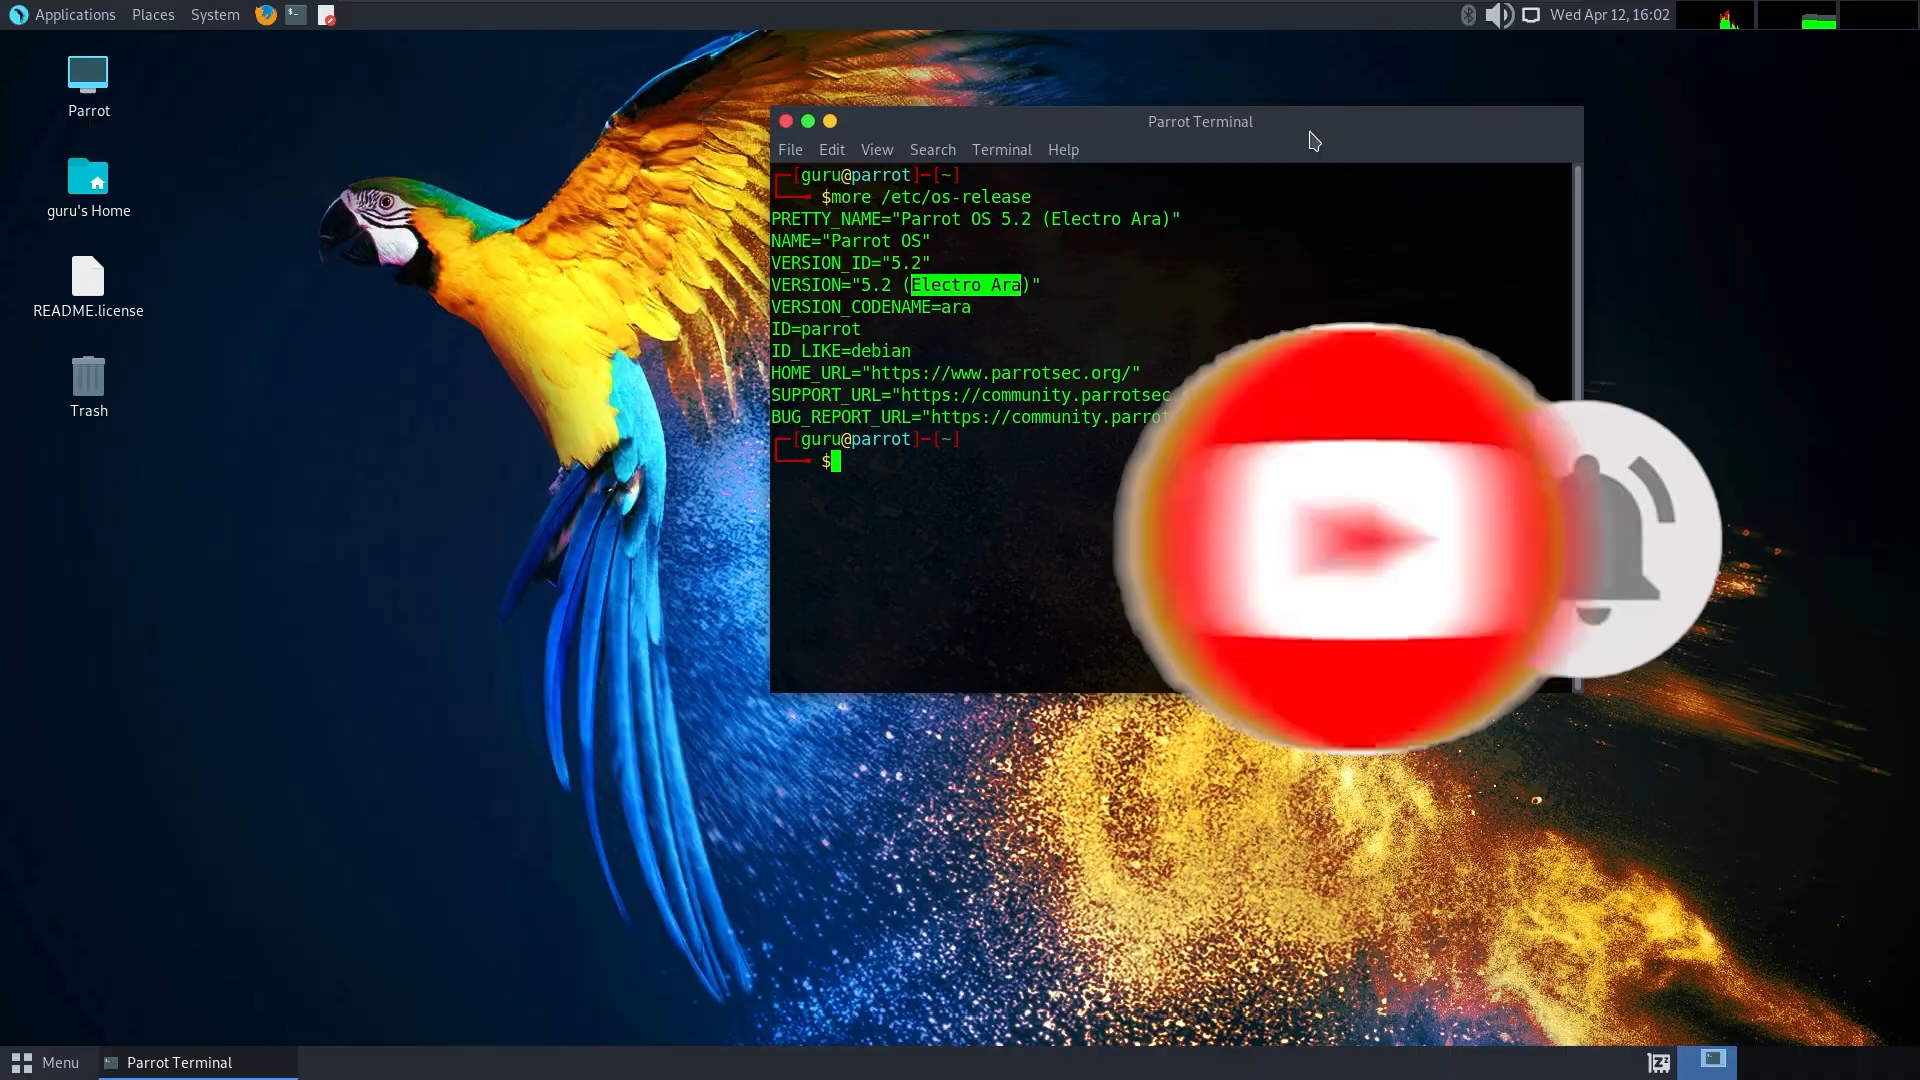 Applications Places System
Wed Apr 12, 16:02
Parrot
guru's Home
README.license
Trash
Parrot Terminal
File Edit View Search Terminal Help
┌─[guru@parrot]─[~]
└──╼ $more /etc/os-release
PRETTY_NAME="Parrot OS 5.2 (Electro Ara)"
NAME="Parrot OS"
VERSION_ID="5.2"
VERSION="5.2 (Electro Ara)"
VERSION_CODENAME=ara
ID=parrot
ID_LIKE=debian
HOME_URL="https://www.parrotsec.org/"
SUPPORT_URL="https://community.parrotsec.
BUG_REPORT_URL="https://community.parrot
┌─[guru@parrot]─[~]
└──╼ $
Menu Parrot Terminal